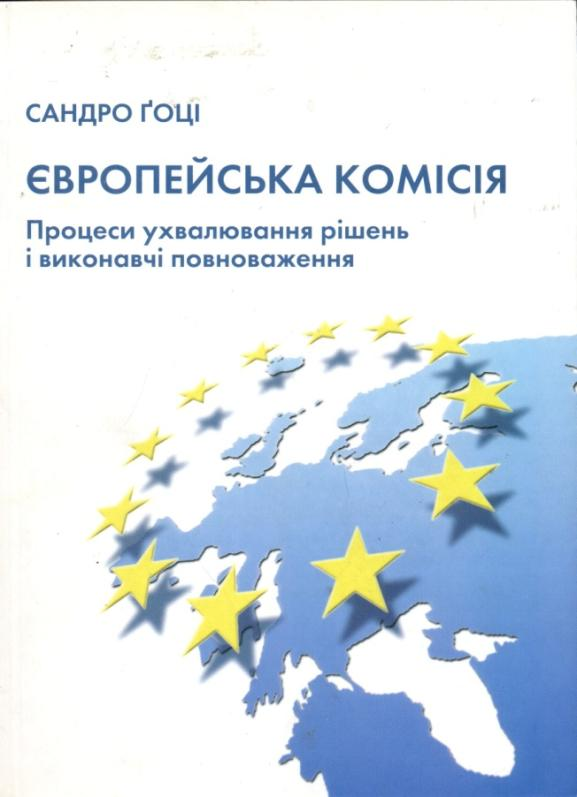 САНДРО ҐОЦІ
ЄВРОПЕЙСЬКА КОМІСІЯ
Процеси ухвалювання рішень
і виконавчі повноваження